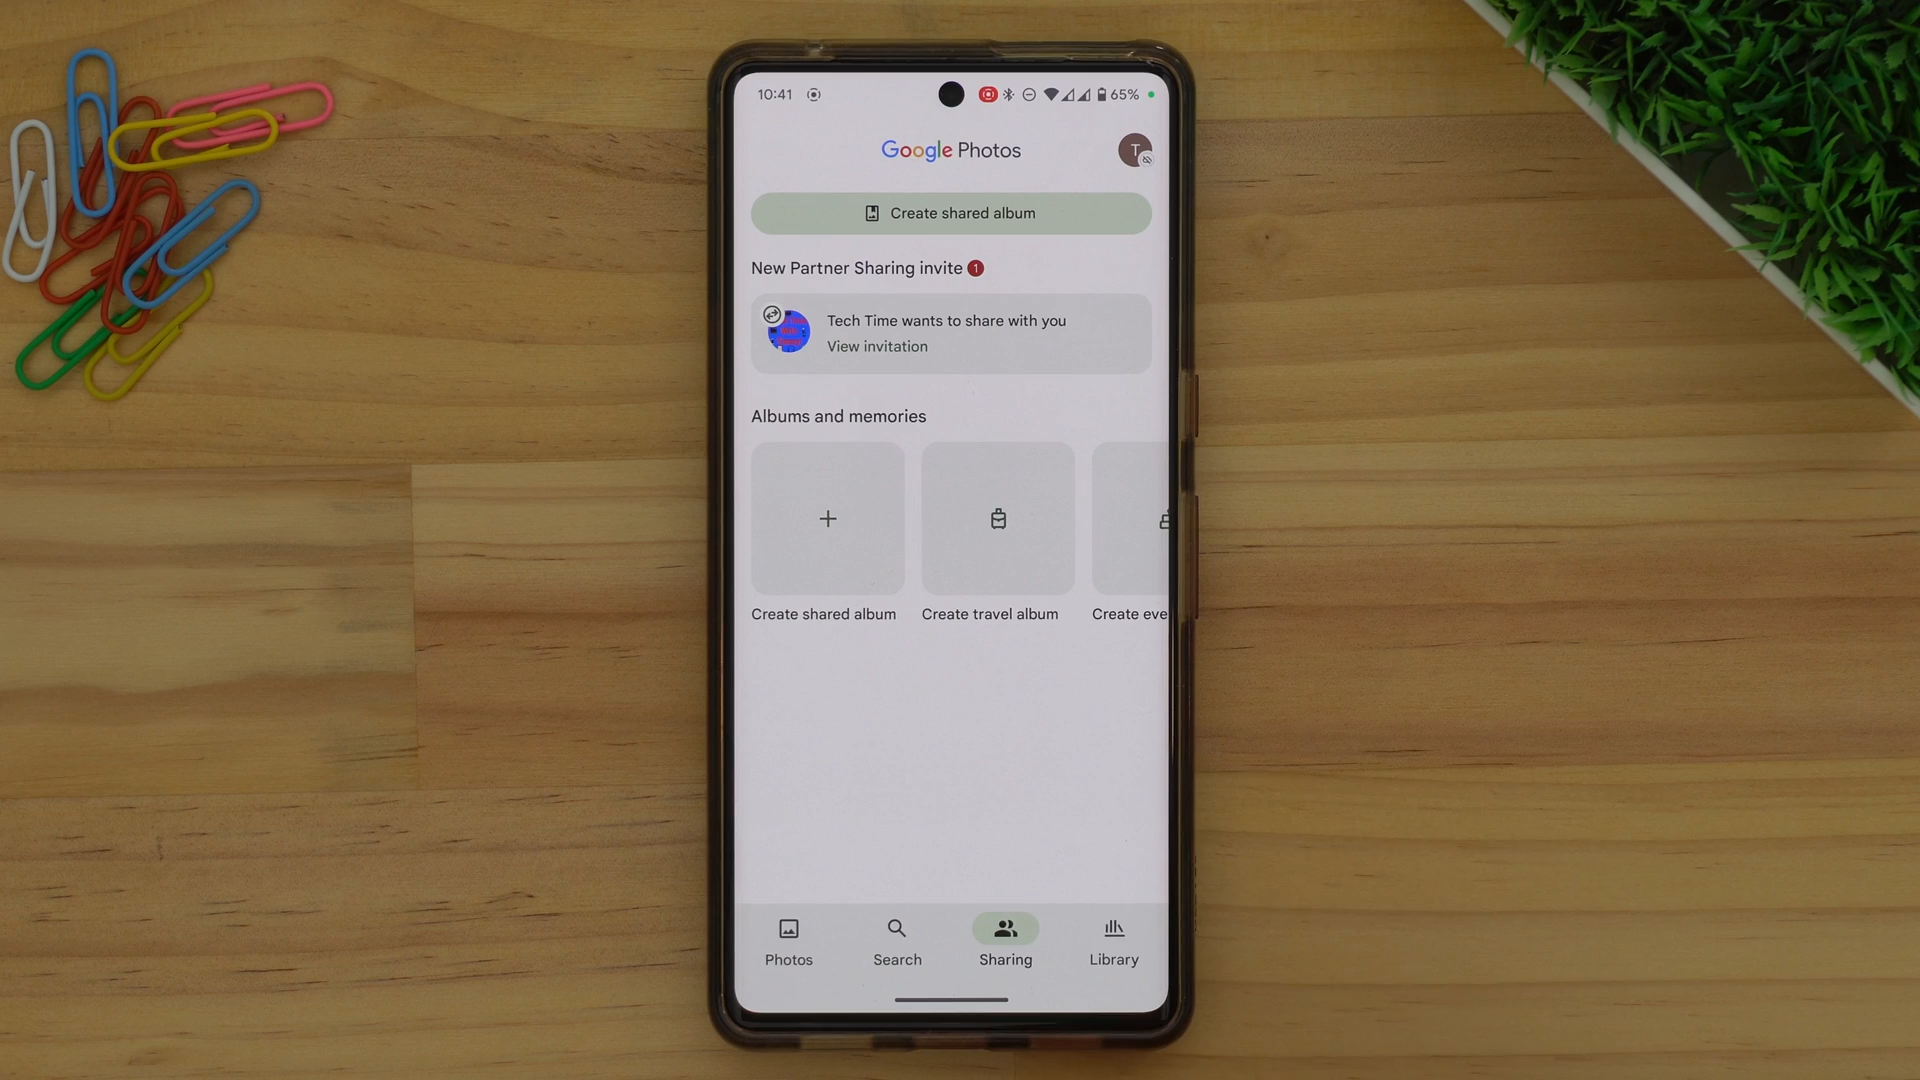 10:41
65%
Google Photos
T
Create shared album
New Partner Sharing invite 1
Tech Time wants to share with you
View invitation
Albums and memories
Create shared album
Create travel album
Create eve
Photos
Search
Sharing
Library